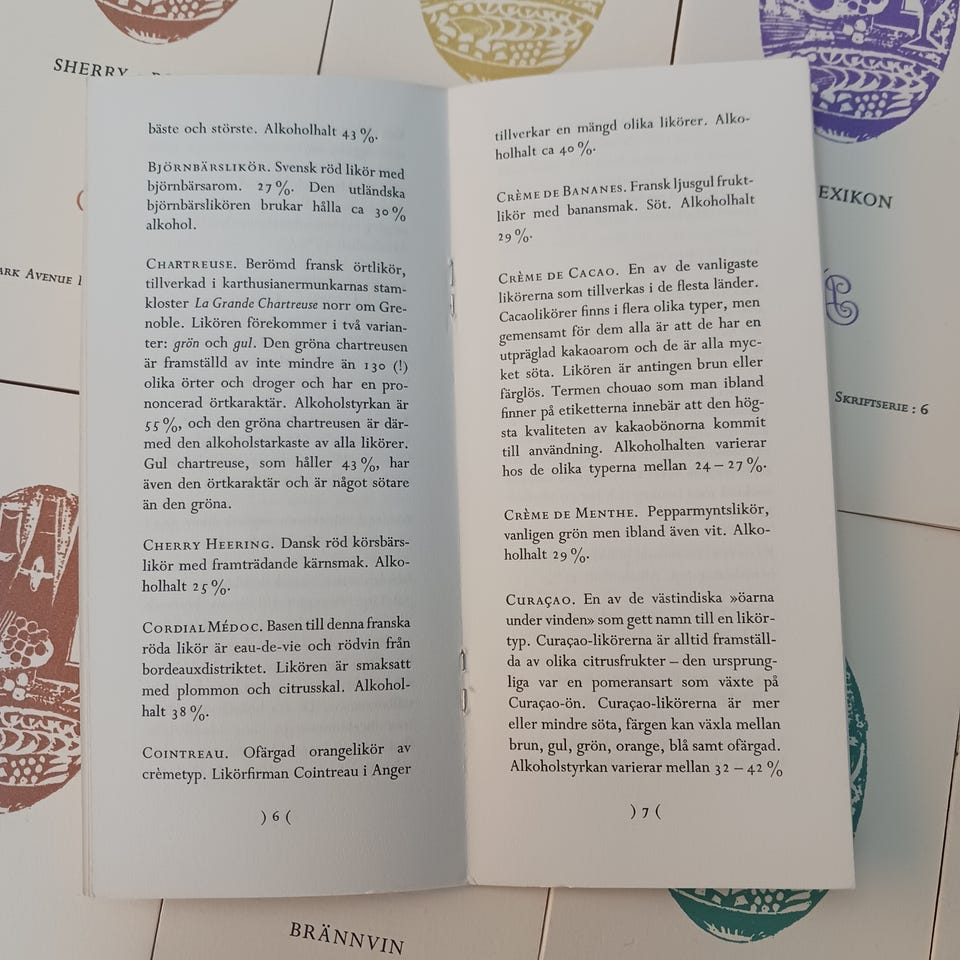 SHERRY
EXIKON
ARK AVENUE
SKRIFTSERIE : 6
bäste och störste. Alkoholhalt 43 %.
BJÖRNBÄRSLIKÖR. Svensk röd likör med
björnbärsarom. 27 %. Den utländska
björnbärslikören brukar hålla ca 30 %
alkohol.
CHARTREUSE. Berömd fransk örtlikör,
tillverkad i karthusianermunkarnas stam-
kloster La Grande Chartreuse norr om Gre-
noble. Likören förekommer i två varian-
ter: grön och gul. Den gröna chartreusen
är framställd av inte mindre än 130 (!)
olika örter och droger och har en pro-
noncerad örtkaraktär. Alkoholstyrkan är
55 %, och den gröna chartreusen är där-
med den alkoholstarkaste av alla likörer.
Gul chartreuse, som håller 43 %, har
även den örtkaraktär och är något sötare
än den gröna.
CHERRY HEERING. Dansk röd körsbärs-
likör med framträdande kärnsmak. Alko-
holhalt 25 %.
CORDIAL MÉDOC. Basen till denna franska
röda likör är eau-de-vie och rödvin från
bordeauxdistriktet. Likören är smaksatt
med plommon och citrusskal. Alkohol-
halt 38 %.
COINTREAU. Ofärgad orangelikör av
crèmetyp. Likörfirman Cointreau i Anger
) 6 (
tillverkar en mängd olika likörer. Alko-
holhalt ca 40 %.
CRÈME DE BANANES. Fransk ljusgul frukt-
likör med banansmak. Söt. Alkoholhalt
29 %.
CRÈME DE CACAO. En av de vanligaste
likörerna som tillverkas i de flesta länder.
Cacaolikörer finns i flera olika typer, men
gemensamt för dem alla är att de har en
utpräglad kakaoarom och de är alla myc-
ket söta. Likören är antingen brun eller
färglös. Termen chouao som man ibland
finner på etiketterna innebär att den hög-
sta kvaliteten av kakaobönorna kommit
till användning. Alkoholhalten varierar
hos de olika typerna mellan 24 – 27 %.
CRÈME DE MENTHE. Pepparmyntslikör,
vanligen grön men ibland även vit. Alko-
holhalt 29 %.
CURAÇAO. En av de västindiska »öarna
under vinden» som gett namn till en likör-
typ. Curaçao-likörerna är alltid framställ-
da av olika citrusfrukter – den ursprung-
liga var en pomeransart som växte på
Curaçao-ön. Curaçao-likörerna är mer
eller mindre söta, färgen kan växla mellan
brun, gul, grön, orange, blå samt ofärgad.
Alkoholstyrkan varierar mellan 32 – 42 %
) 7 (
BRÄNNVIN